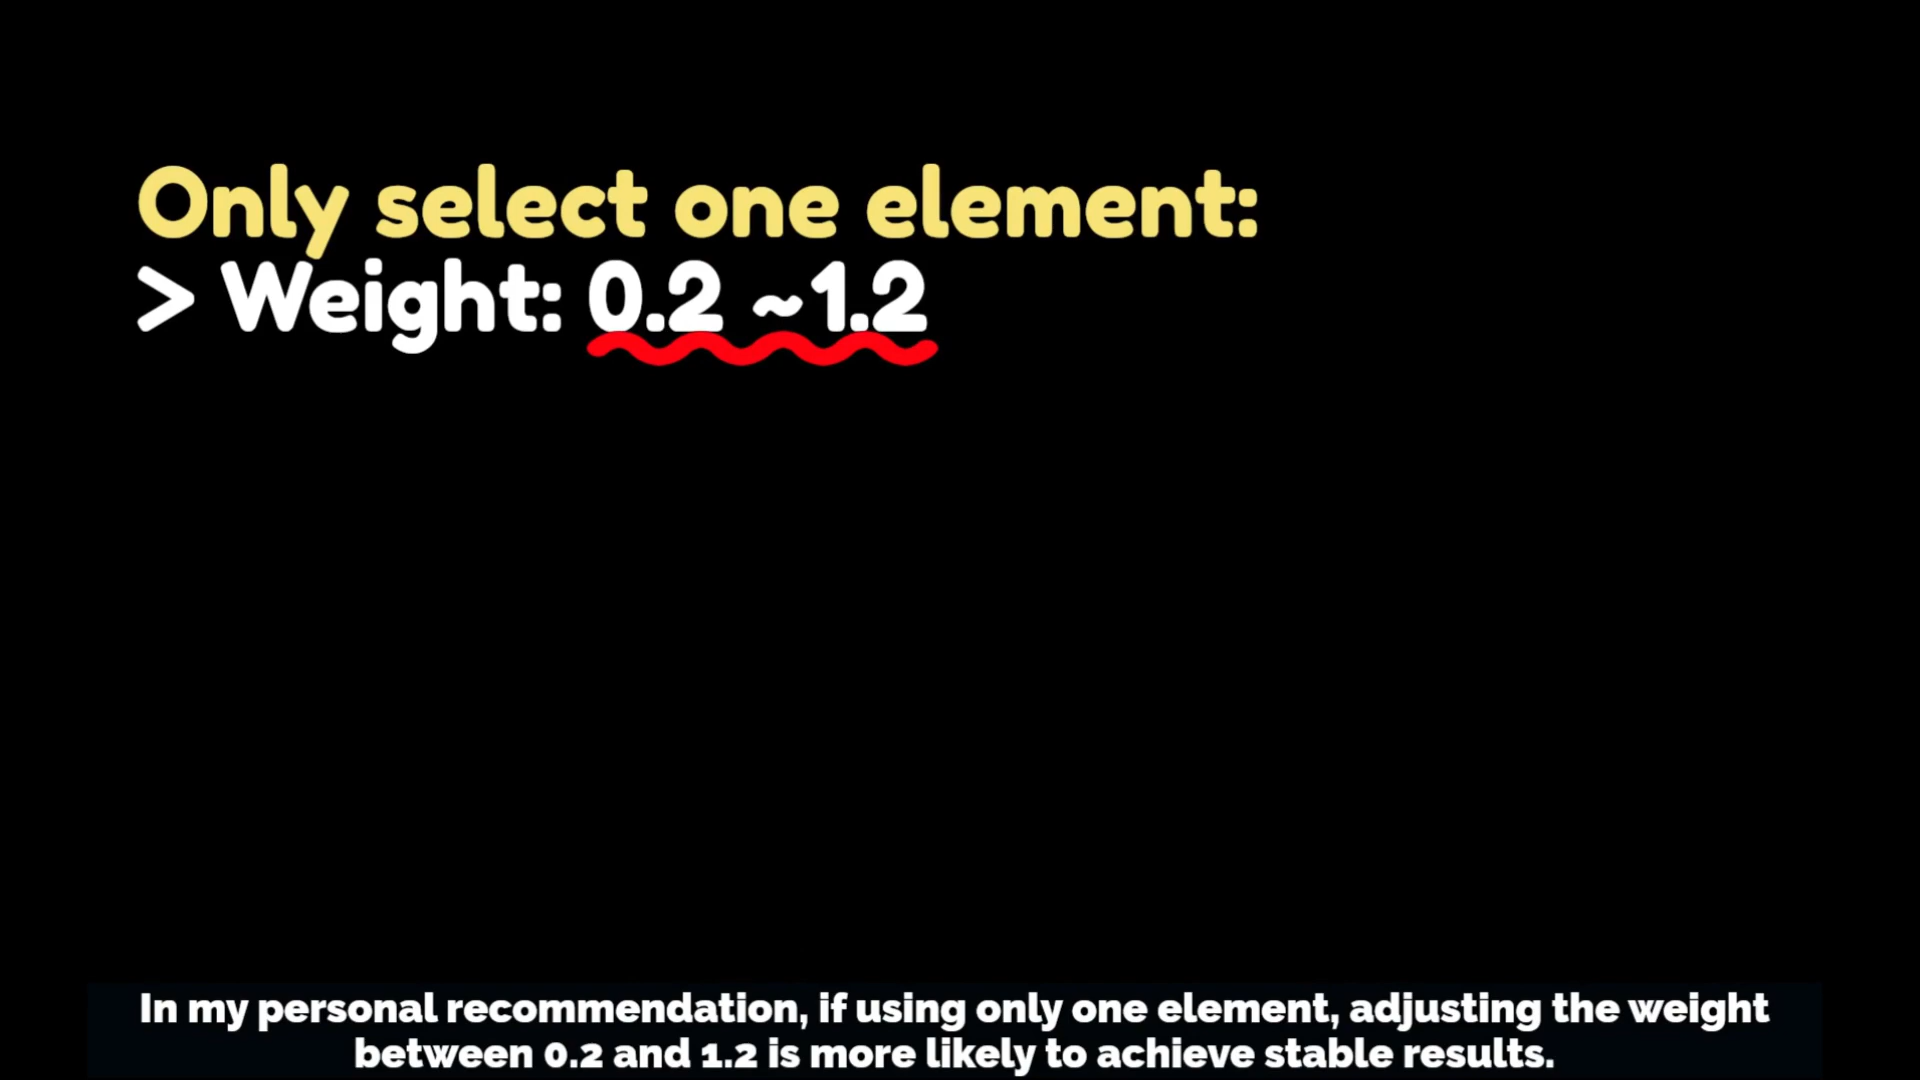 Only select one element:
> Weight: 0.2 ~1.2
In my personal recommendation, if using only one element, adjusting the weight
between 0.2 and 1.2 is more likely to achieve stable results.